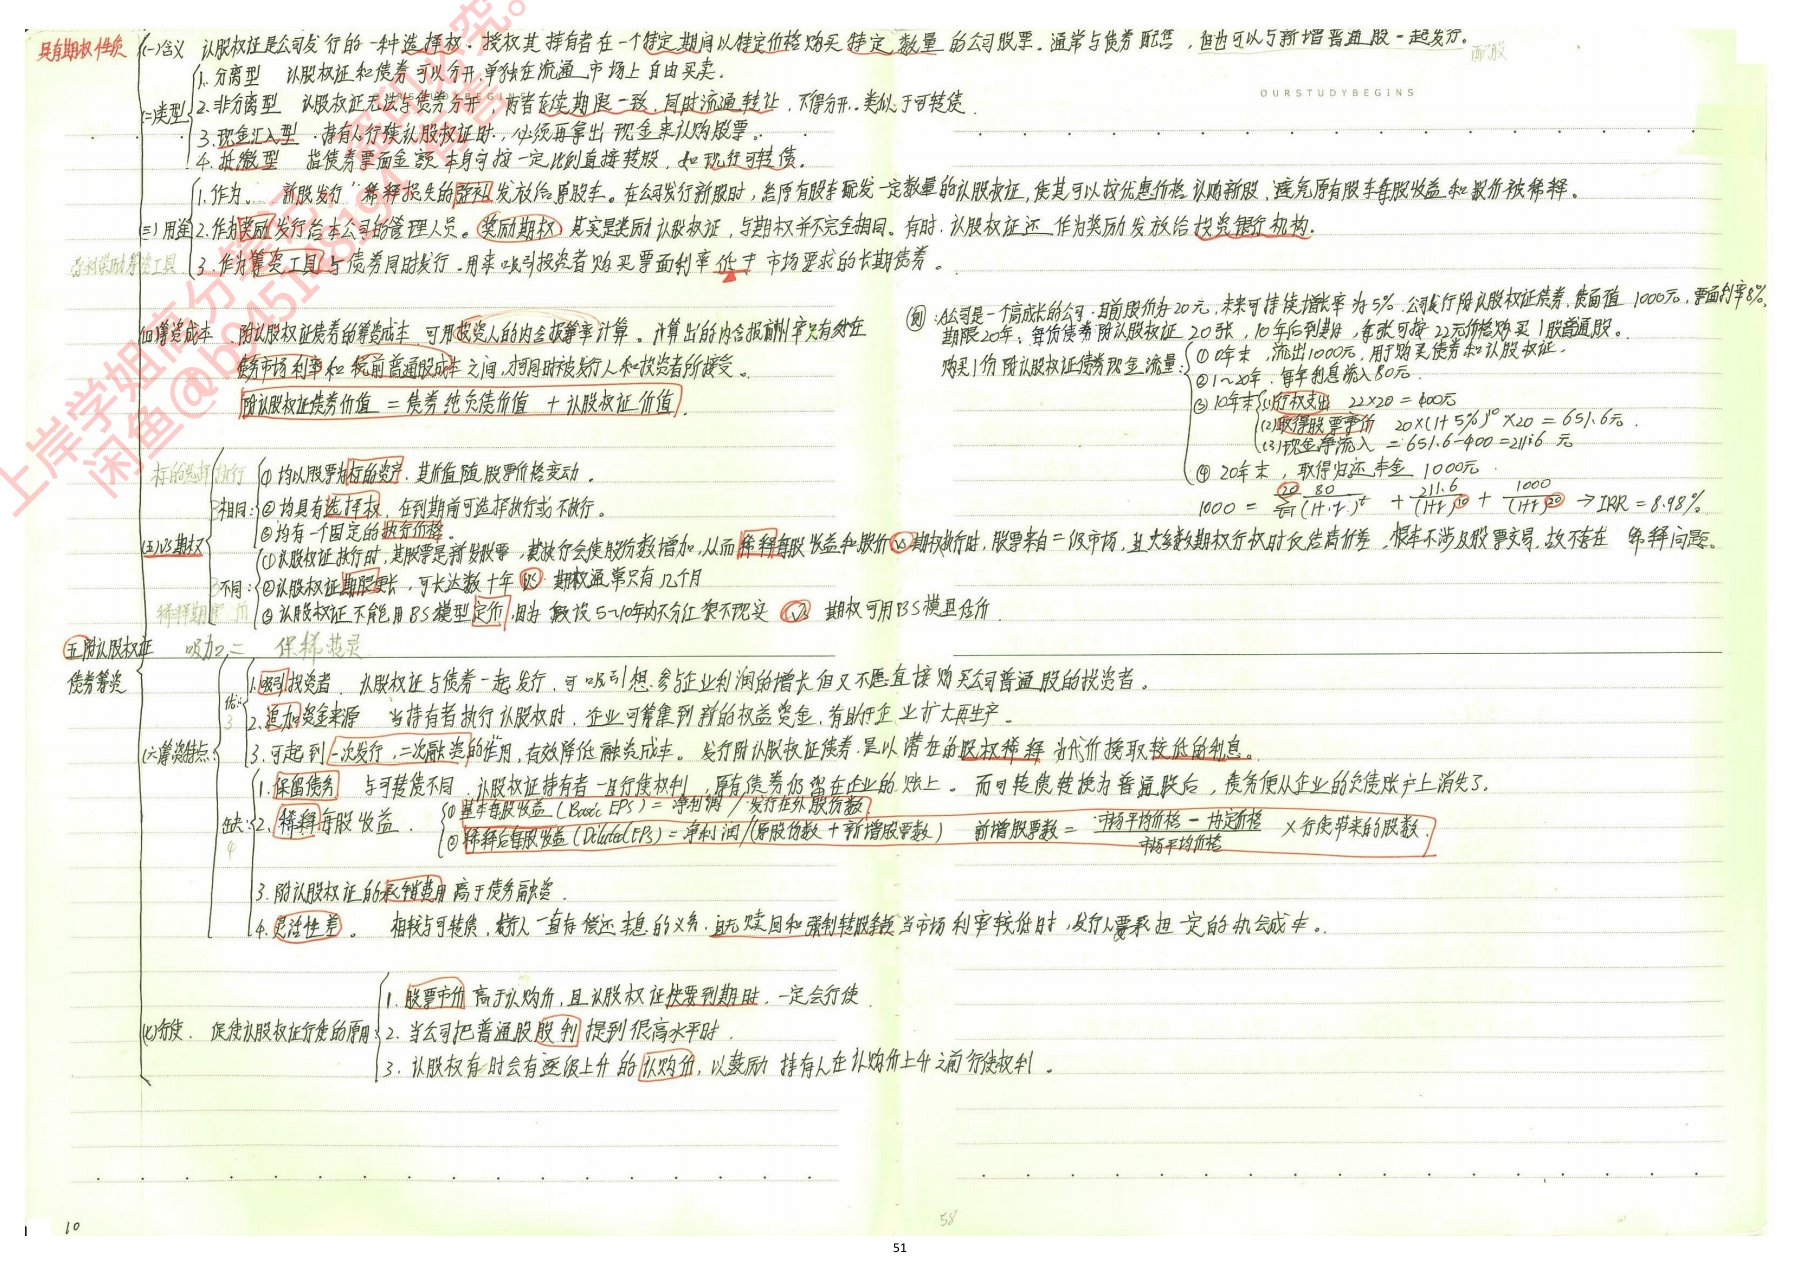 具有期权性质
(一)含义 认股权证是公司发行的一种选择权。授权其持有者在一个特定期间以特定价格购买特定数量的公司股票。通常与债券配售，但也可以与新增普通股一起发行。
配股
OURSTUDYBEGINS
(二)类型
1. 分离型 认股权证和债券可以分开，单独在流通市场上自由买卖.
2. 非分离型 认股权证无法与债券分开 两者存续期限一致，同时流通转让，不得分开。类似于可转债
3. 现金汇入型 持有人行使认股权证时，必须再拿出现金来认购股票。
4. 抵缴型 指债券票面金额本身可按一定比例直接转股，如现行可转债。
(三)用途
1. 作为 新股发行 稀释损失的弥补发放给原股东。在公司发行新股时，给原有股东配发一定数量的认股权证，使其可以按优惠价格认购新股，避免原有股东每股收益和股价被稀释。
2. 作为奖励发行给本公司的管理人员。奖励期权 其实是奖励认股权证，与期权并不完全相同。有时，认股权证还作为奖励发放给投资银行机构.
3. 作为筹资工具与债券同时发行。用来吸引投资者购买票面利率低于市场要求的长期债券。
弥补奖励筹资工具
(四)筹资成本 附认股权证债券的筹资成本 可用投资人的内含报酬率计算。计算出的内含报酬率只有处在
债务市场利率和税前普通股成本之间，才可同时被发行人和投资者所接受。
附认股权证债券价值 = 债券纯负债价值 + 认股权证价值.
(例) :A公司是一个高成长的公司，目前股价为20元，未来可持续增长率为5%. 公司发行附认股权证债券，债面值 1000元，票面利率8%,
期限20年，每份债券附认股权证 20张，10年后到期，每张可按22元价格购买1股普通股。
购买1份附认股权证债券现金流量:
① 0年末 流出1000元，用于购买债券和认股权证.
② 1~20年，每年利息流入80元.
③ 10年末 (1)行权支出 22×20 = 400元
(2)取得股票市价 20×(1+5%)^10 ×20 = 651.6元.
(3)现金净流入 = 651.6-400 = 211.6 元
④ 20年末，取得归还本金 1000元.
1000 = Σ 80/(1+r)^t + 211.6/(1+r)^10 + 1000/(1+r)^20 → IRR = 8.98%
(五)VS期权
标的选择执行
3相同:
① 均以股票为标的资产，其价值随股票价格变动。
② 均具有选择权，在到期前可选择执行或不执行。
③ 均有一个固定的执行价格。
3不同:
① 认股权证执行时，其股票是新发股票，其执行会使股份数增加，从而稀释每股收益和股价 VS 期权执行时，股票来自二级市场，且大多数期权行权时仅结清价差，根本不涉及股票交易，故不存在稀释问题。
② 认股权证期限更长，可长达数十年 VS 期权通常只有几个月
③ 认股权证不能用BS模型定价，因为假设5~10年内不分红很不现实 VS 期权可用BS模型估价
稀释期限
五.附认股权证
债券筹资
吸加二 保稀费灵
(六)筹资特点:
优:3
1. 吸引投资者. 认股权证与债券一起发行，可吸引想参与企业利润的增长但又不愿直接购买公司普通股的投资者。
2. 追加资金来源 当持有者执行认股权时，企业可筹集到新的权益资金，有助于企业扩大再生产。
3. 可起到一次发行，二次融资的作用，有效降低融资成本。发行附认股权证债券，是以潜在的股权稀释为代价换取较低的利息。
缺:4
1. 保留债务 与可转债不同，认股权证持有者一旦行使权利，原有债券仍留在企业的账上。而可转债转换为普通股后，债务便从企业的负债账户上消失了.
2. 稀释每股收益.
① 基本每股收益 (Basic EPS) = 净利润 / 发行在外股份数
② 稀释后每股收益 (Diluted EPS) = 净利润 / (原股份数 + 新增股票数) 新增股票数 = (市场平均价格 - 协定价格)/市场平均价格 × 行使带来的股数.
3. 附认股权证的承销费用高于债务融资.
4. 灵活性差。 相较与可转债，发行人一直有偿还本息的义务，且无赎回和强制转股条款，当市场利率较低时，发行人要承担一定的机会成本。
(七)行使. 促使认股权证行使的原因:
1. 股票市价高于认购价，且认股权证快要到期时，一定会行使.
2. 当公司把普通股股利提到很高水平时.
3. 认股权有时会有逐级上升的认购价，以鼓励持有人在认购价上升之前行使权利。
10
58
51